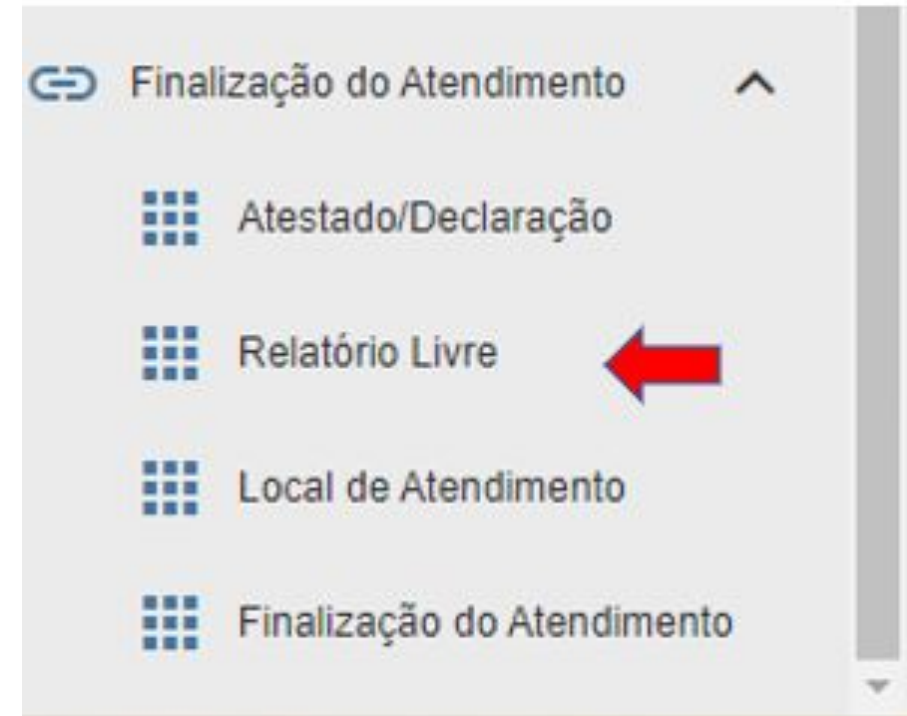 Finalização do Atendimento
Atestado/Declaração
Relatório Livre
Local de Atendimento
Finalização do Atendimento